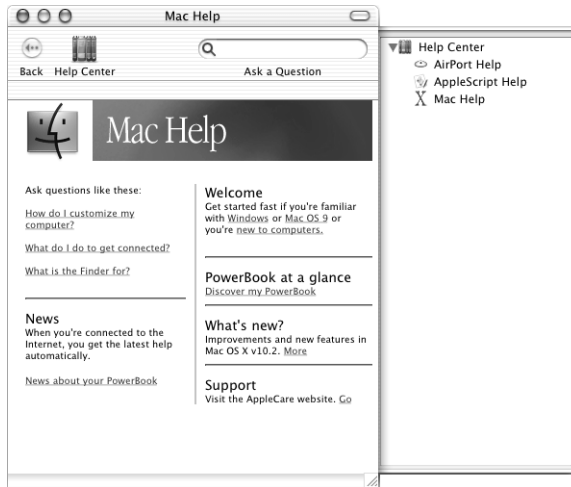 Mac Help
Back Help Center
Ask a Question
Mac Help
Ask questions like these:
How do I customize my
computer?
What do I do to get connected?
What is the Finder for?
News
When you're connected to the
Internet, you get the latest help
automatically.
News about your PowerBook
Welcome
Get started fast if you're familiar
with Windows or Mac OS 9 or
you're new to computers.
PowerBook at a glance
Discover my PowerBook
What's new?
Improvements and new features in
Mac OS X v10.2. More
Support
Visit the AppleCare website. Go
Help Center
AirPort Help
AppleScript Help
Mac Help